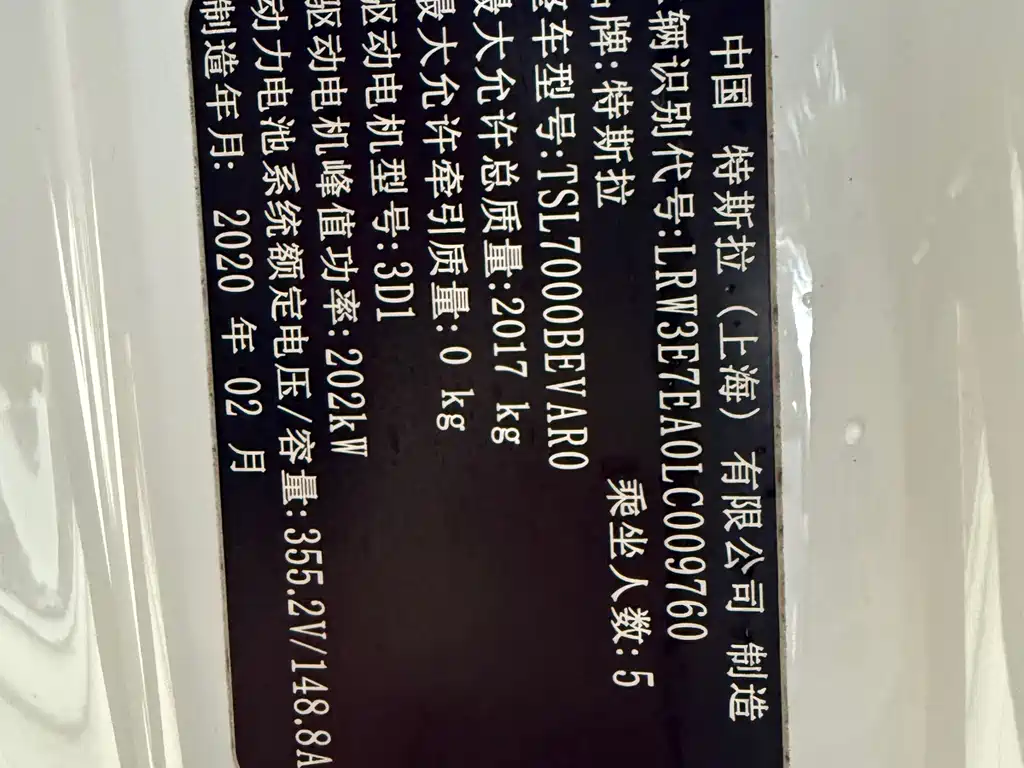 中国 特斯拉(上海)有限公司 制造
车辆识别代号:LRW3E7EA0LC009760
品牌:特斯拉 乘坐人数:5
整车型号:TSL7000BEVAR0
最大允许总质量:2017 kg
最大允许牵引质量:0 kg
驱动电机型号:3D1
驱动电机峰值功率:202kW
动力电池系统额定电压/容量:355.2V/148.8A
制造年月: 2020 年 02 月